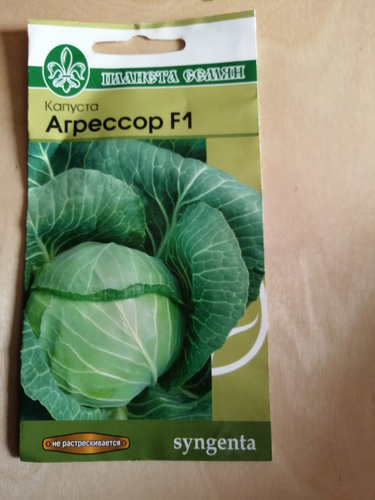 ПЛАНЕТА СЕМЯН
Капуста
Агрессор F1
не растрескивается
syngenta